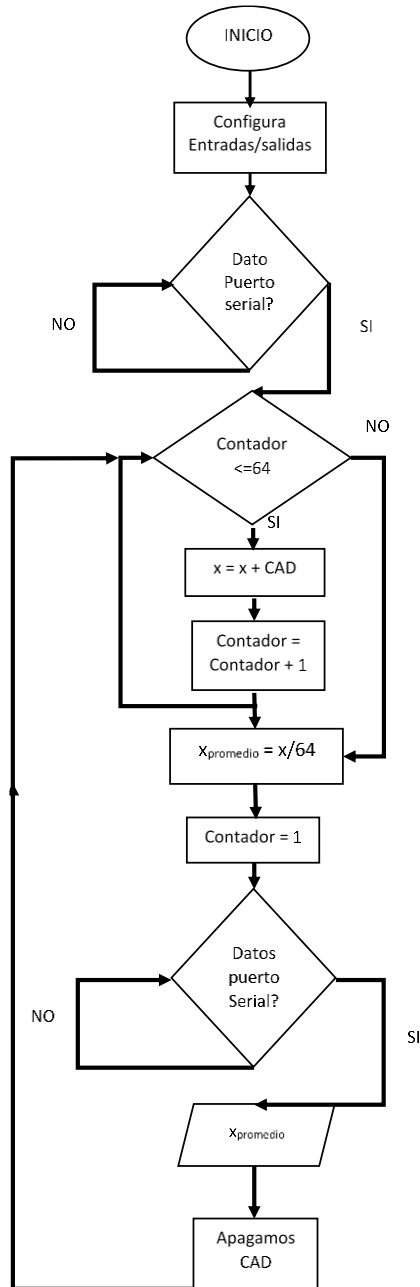 INICIO
Configura
Entradas/salidas
Dato
Puerto
serial?
NO
SI
Contador
<=64
NO
SI
x = x + CAD
Contador =
Contador + 1
xpromedio = x/64
Contador = 1
Datos
puerto
Serial?
NO
SI
xpromedio
Apagamos
CAD